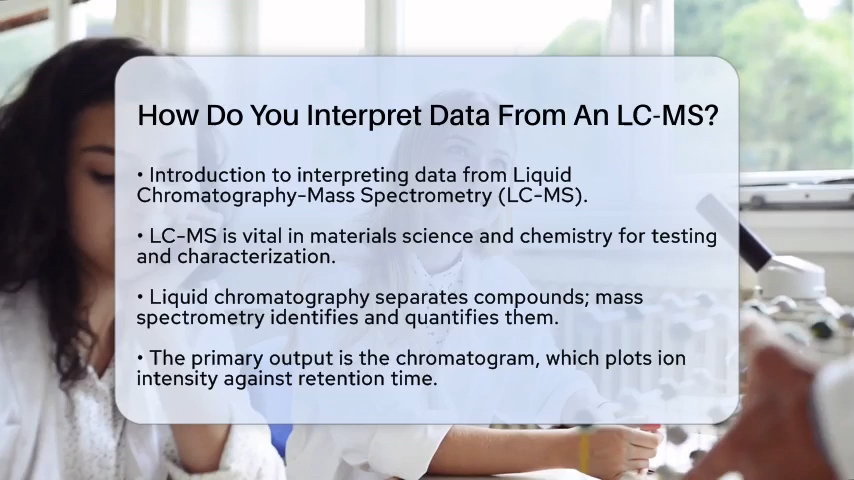 How Do You Interpret Data From An LC-MS?
• Introduction to interpreting data from Liquid
Chromatography-Mass Spectrometry (LC-MS).
• LC-MS is vital in materials science and chemistry for testing
and characterization.
• Liquid chromatography separates compounds; mass
spectrometry identifies and quantifies them.
• The primary output is the chromatogram, which plots ion
intensity against retention time.